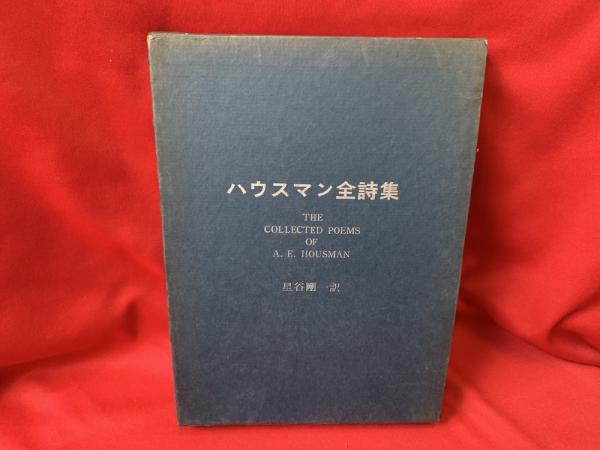 ハウスマン全詩集
THE
COLLECTED POEMS
OF
A. E. HOUSMAN
星谷剛一訳